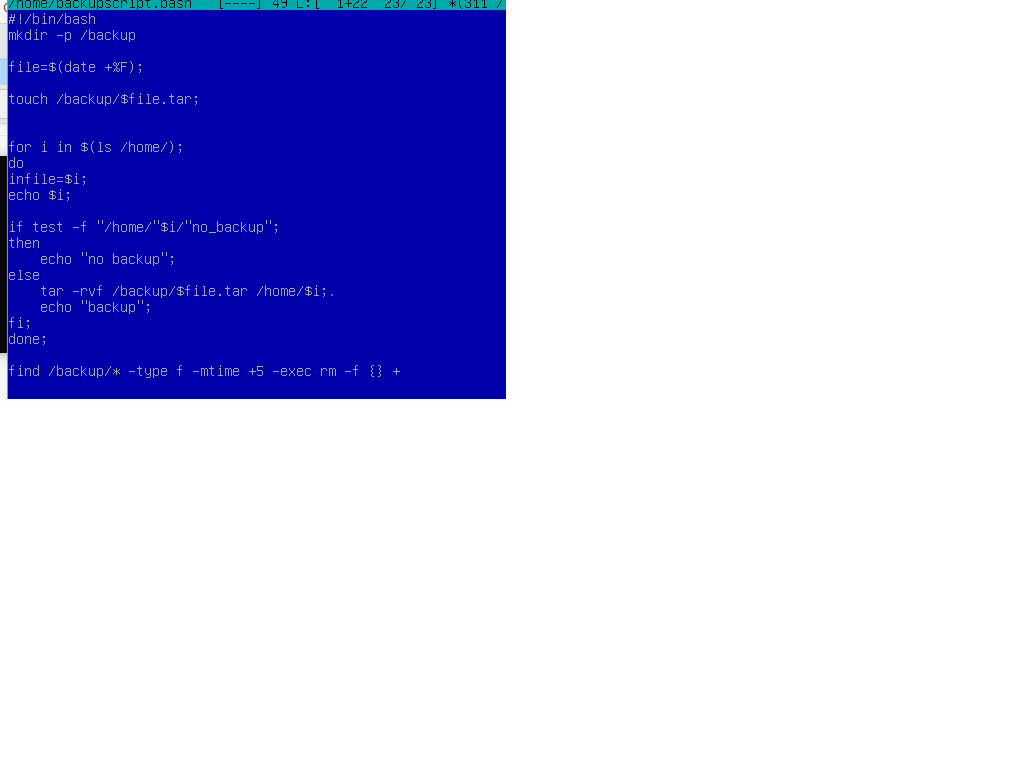 /home/backupscript.bash [----] 49 L:[ 1+22 23/ 23] *(311 /
#!/bin/bash
mkdir -p /backup
file=$(date +%F);
touch /backup/$file.tar;
for i in $(ls /home/);
do
infile=$i;
echo $i;
if test -f "/home/"$i/"no_backup";
then
    echo "no backup";
else
    tar -rvf /backup/$file.tar /home/$i;.
    echo "backup";
fi;
done;
find /backup/* -type f -mtime +5 -exec rm -f {} +